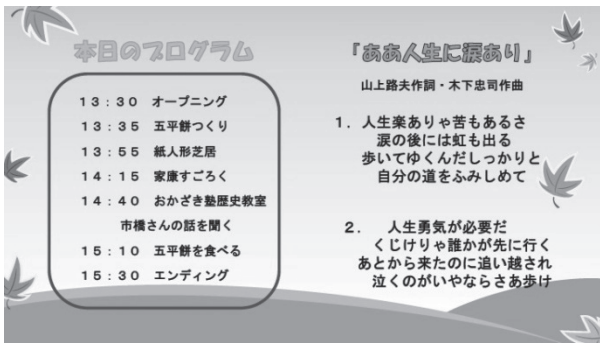 本日のプログラム
13：30　オープニング
13：35　五平餅つくり
13：55　紙人形芝居
14：15　家康すごろく
14：40　おかざき塾歴史教室
市橋さんの話を聞く
15：10　五平餅を食べる
15：30　エンディング
『ああ人生に涙あり』
山上路夫作詞・木下忠司作曲
1．人生楽ありゃ苦もあるさ
涙の後には虹も出る
歩いてゆくんだしっかりと
自分の道をふみしめて
2．　人生勇気が必要だ
くじけりゃ誰かが先に行く
あとから来たのに追い越され
泣くのがいやならさあ歩け